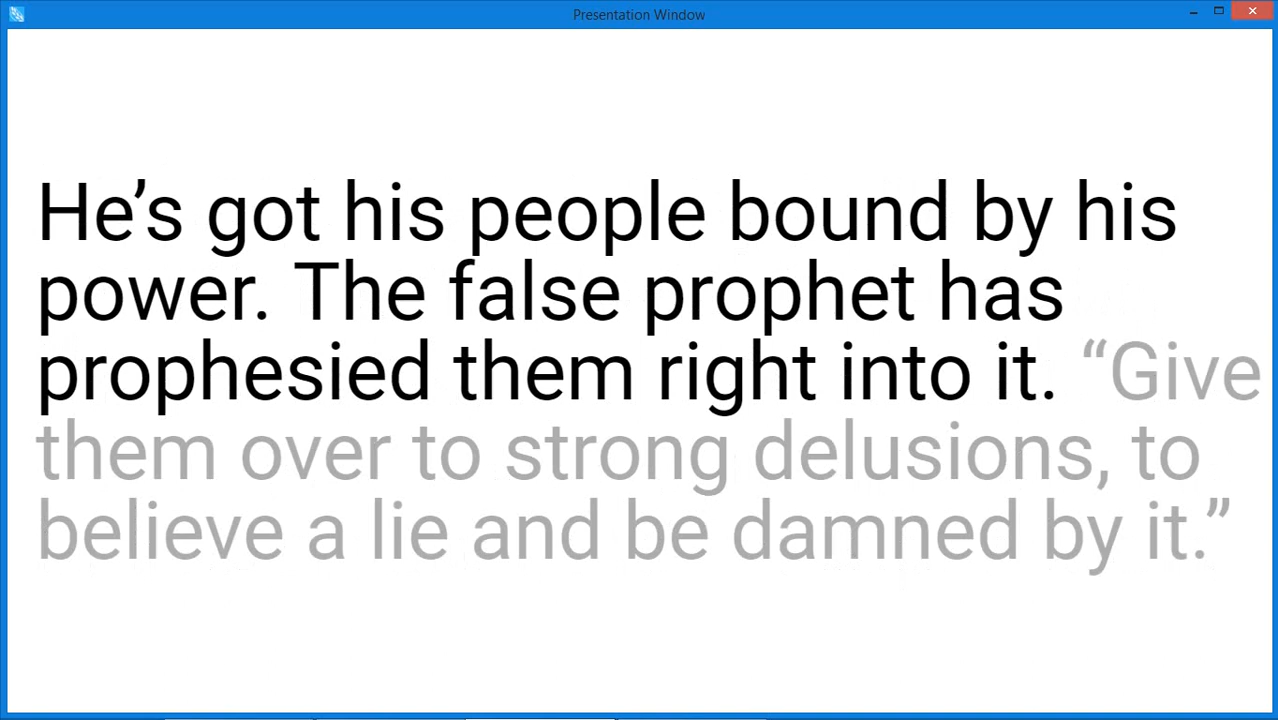 Presentation Window
He’s got his people bound by his
power. The false prophet has
prophesied them right into it. “Give
them over to strong delusions, to
believe a lie and be damned by it.”